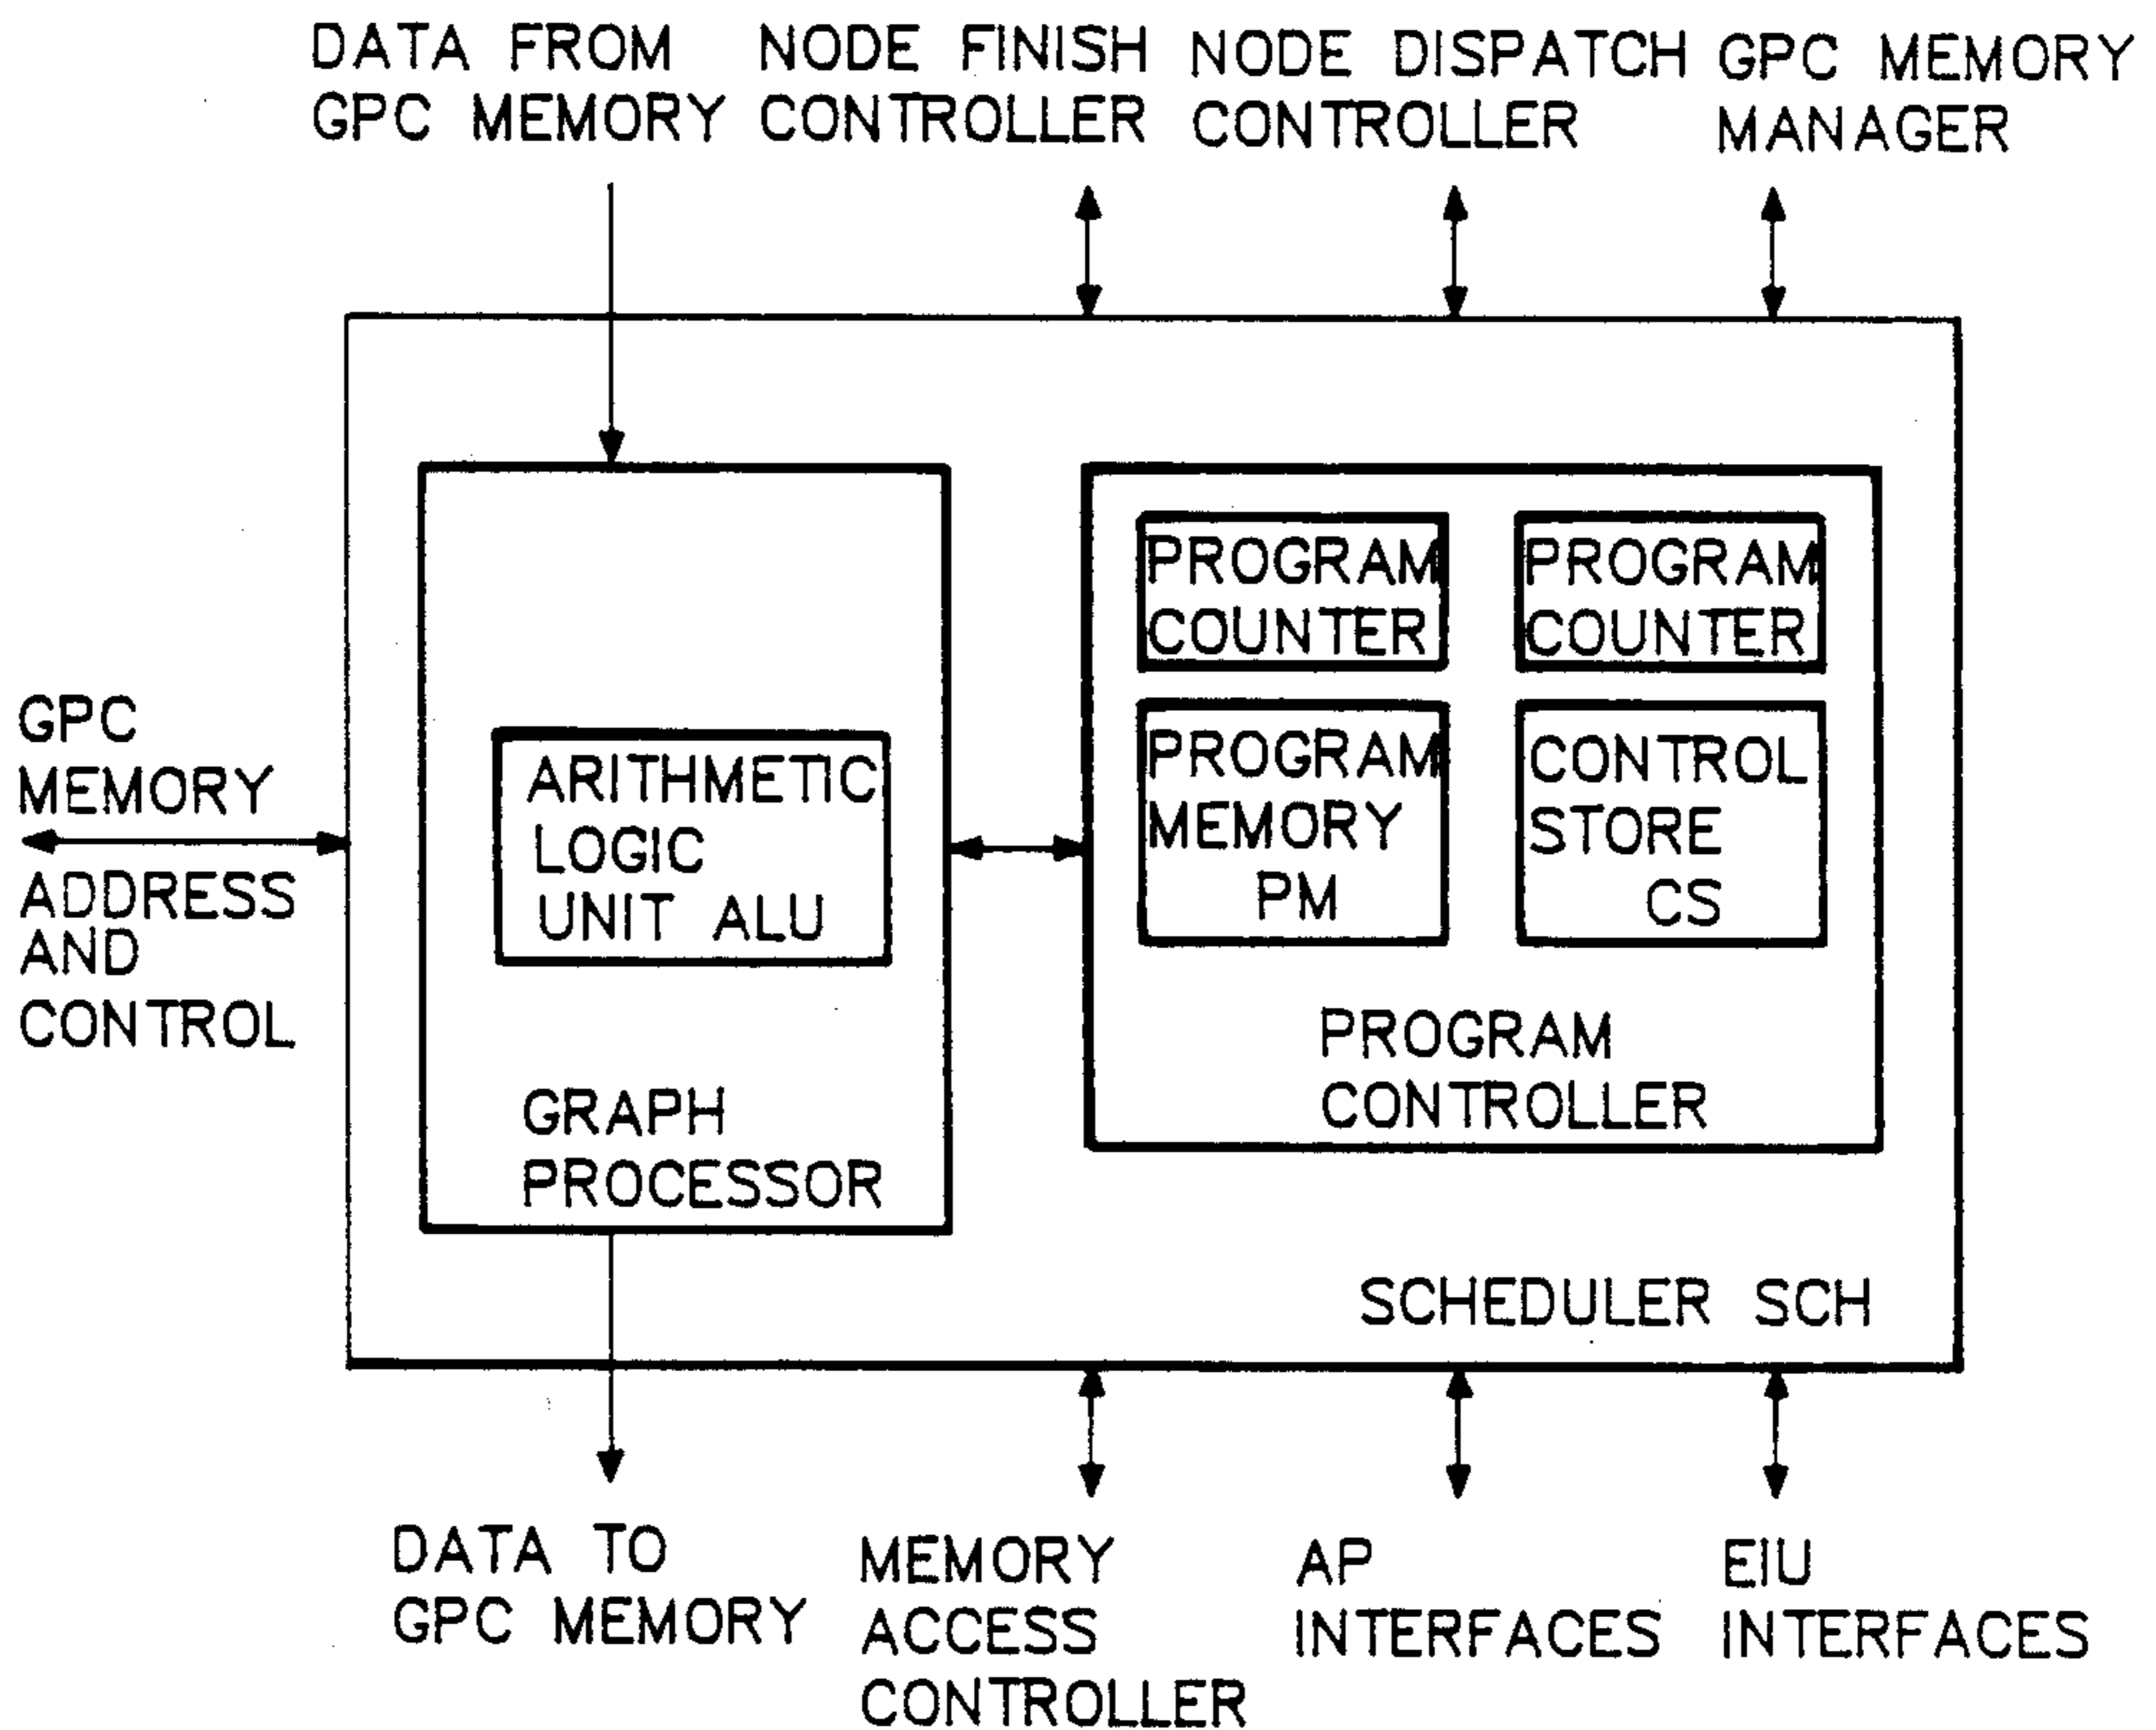 DATA FROM
GPC MEMORY
NODE FINISH
CONTROLLER
NODE DISPATCH
CONTROLLER
GPC MEMORY
MANAGER
GPC
MEMORY
ADDRESS
AND
CONTROL
ARITHMETIC
LOGIC
UNIT ALU
GRAPH
PROCESSOR
PROGRAM
COUNTER
PROGRAM
COUNTER
PROGRAM
MEMORY
PM
CONTROL
STORE
CS
PROGRAM
CONTROLLER
SCHEDULER SCH
DATA TO
GPC MEMORY
MEMORY
ACCESS
CONTROLLER
AP
INTERFACES
EIU
INTERFACES